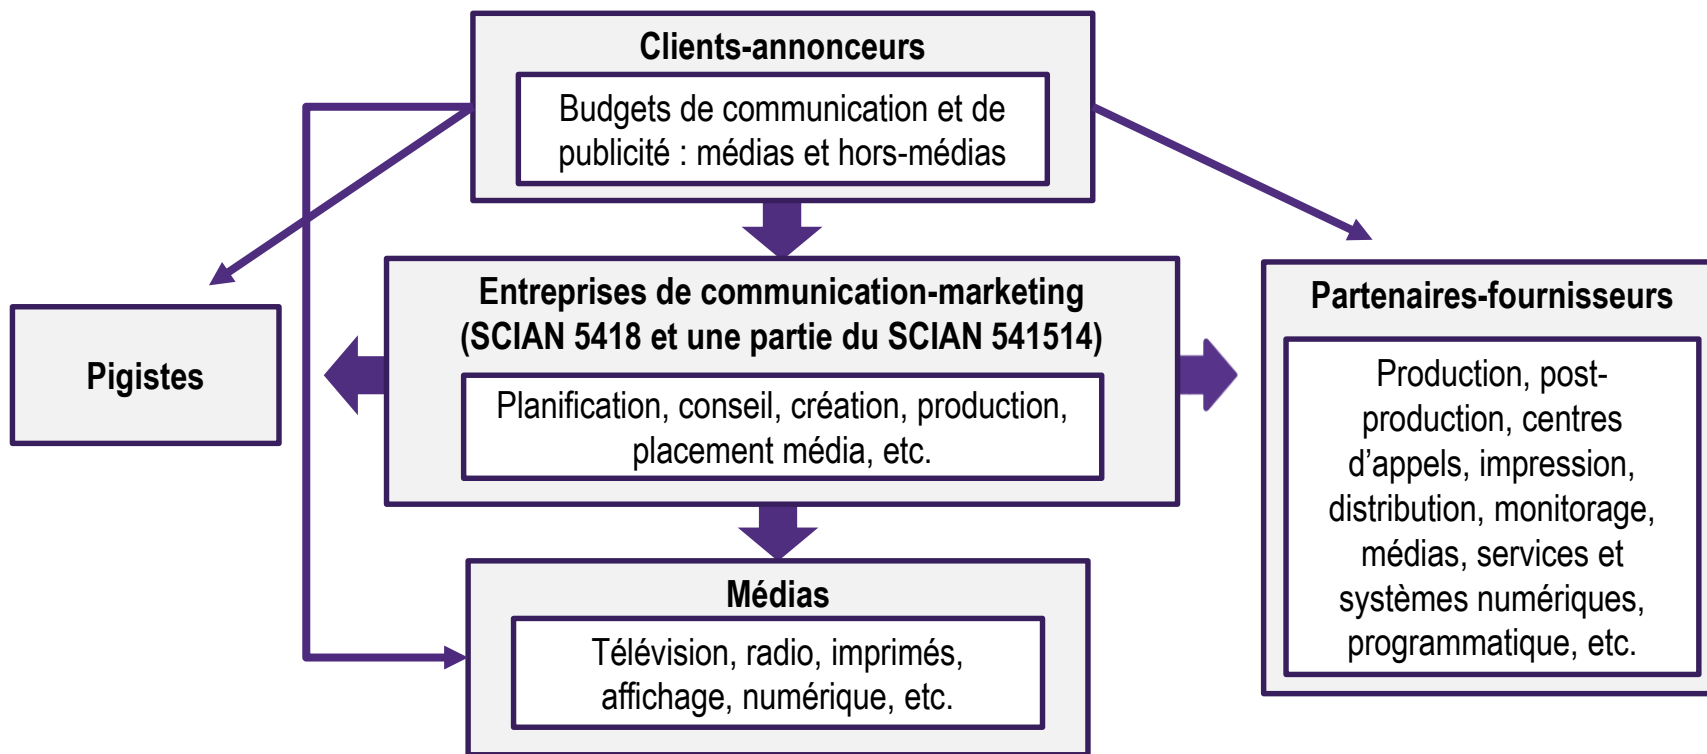 Clients-annonceurs
Budgets de communication et de
publicité : médias et hors-médias
Pigistes
Entreprises de communication-marketing
(SCIAN 5418 et une partie du SCIAN 541514)
Planification, conseil, création, production,
placement média, etc.
Partenaires-fournisseurs
Production, post-
production, centres
d’appels, impression,
distribution, monitorage,
médias, services et
systèmes numériques,
programmatique, etc.
Médias
Télévision, radio, imprimés,
affichage, numérique, etc.